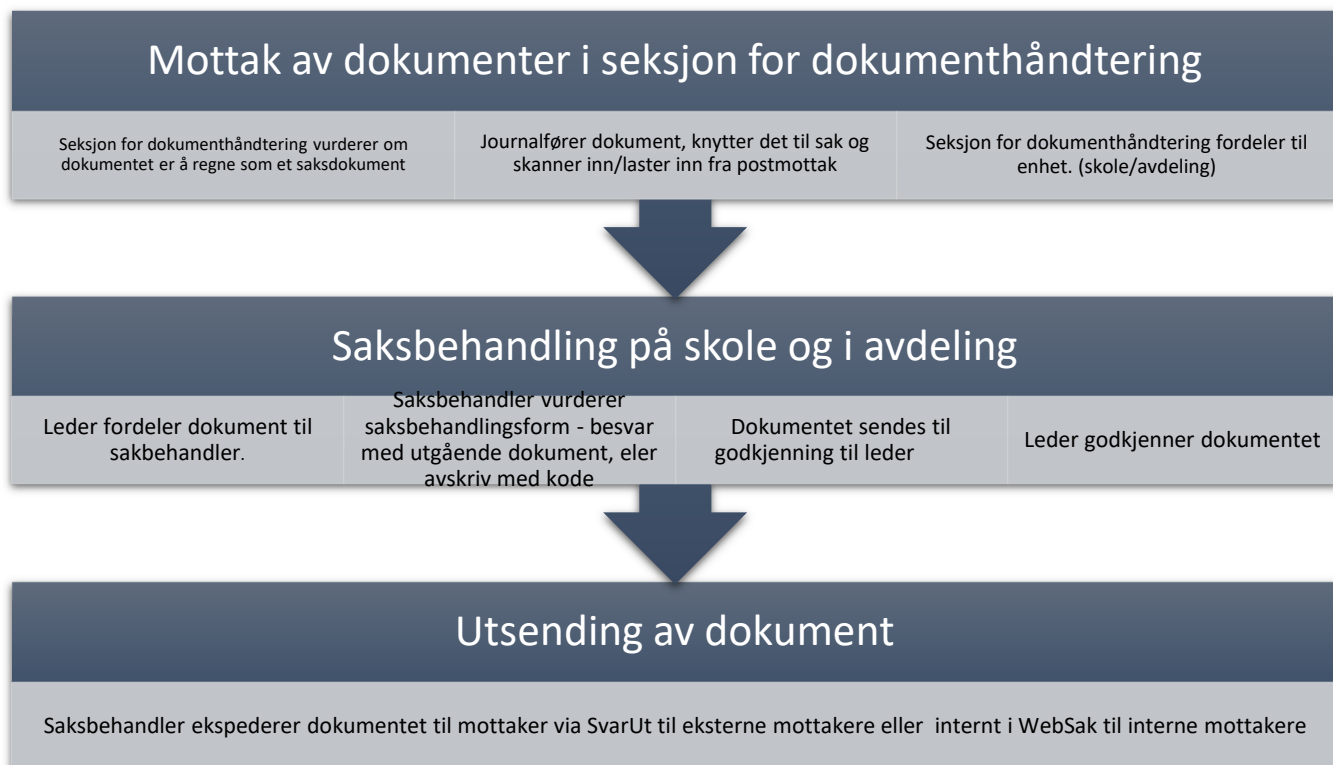 Mottak av dokumenter i seksjon for dokumenthåndtering
Seksjon for dokumenthåndtering vurderer om
dokumentet er å regne som et saksdokument
Journalfører dokument, knytter det til sak og
skanner inn/laster inn fra postmottak
Seksjon for dokumenthåndtering fordeler til
enhet. (skole/avdeling)
Saksbehandling på skole og i avdeling
Leder fordeler dokument til
sakbehandler.
Saksbehandler vurderer
saksbehandlingsform - besvar
med utgående dokument, eler
avskriv med kode
Dokumentet sendes til
godkjenning til leder
Leder godkjenner dokumentet
Utsending av dokument
Saksbehandler ekspederer dokumentet til mottaker via SvarUt til eksterne mottakere eller  internt i WebSak til interne mottakere